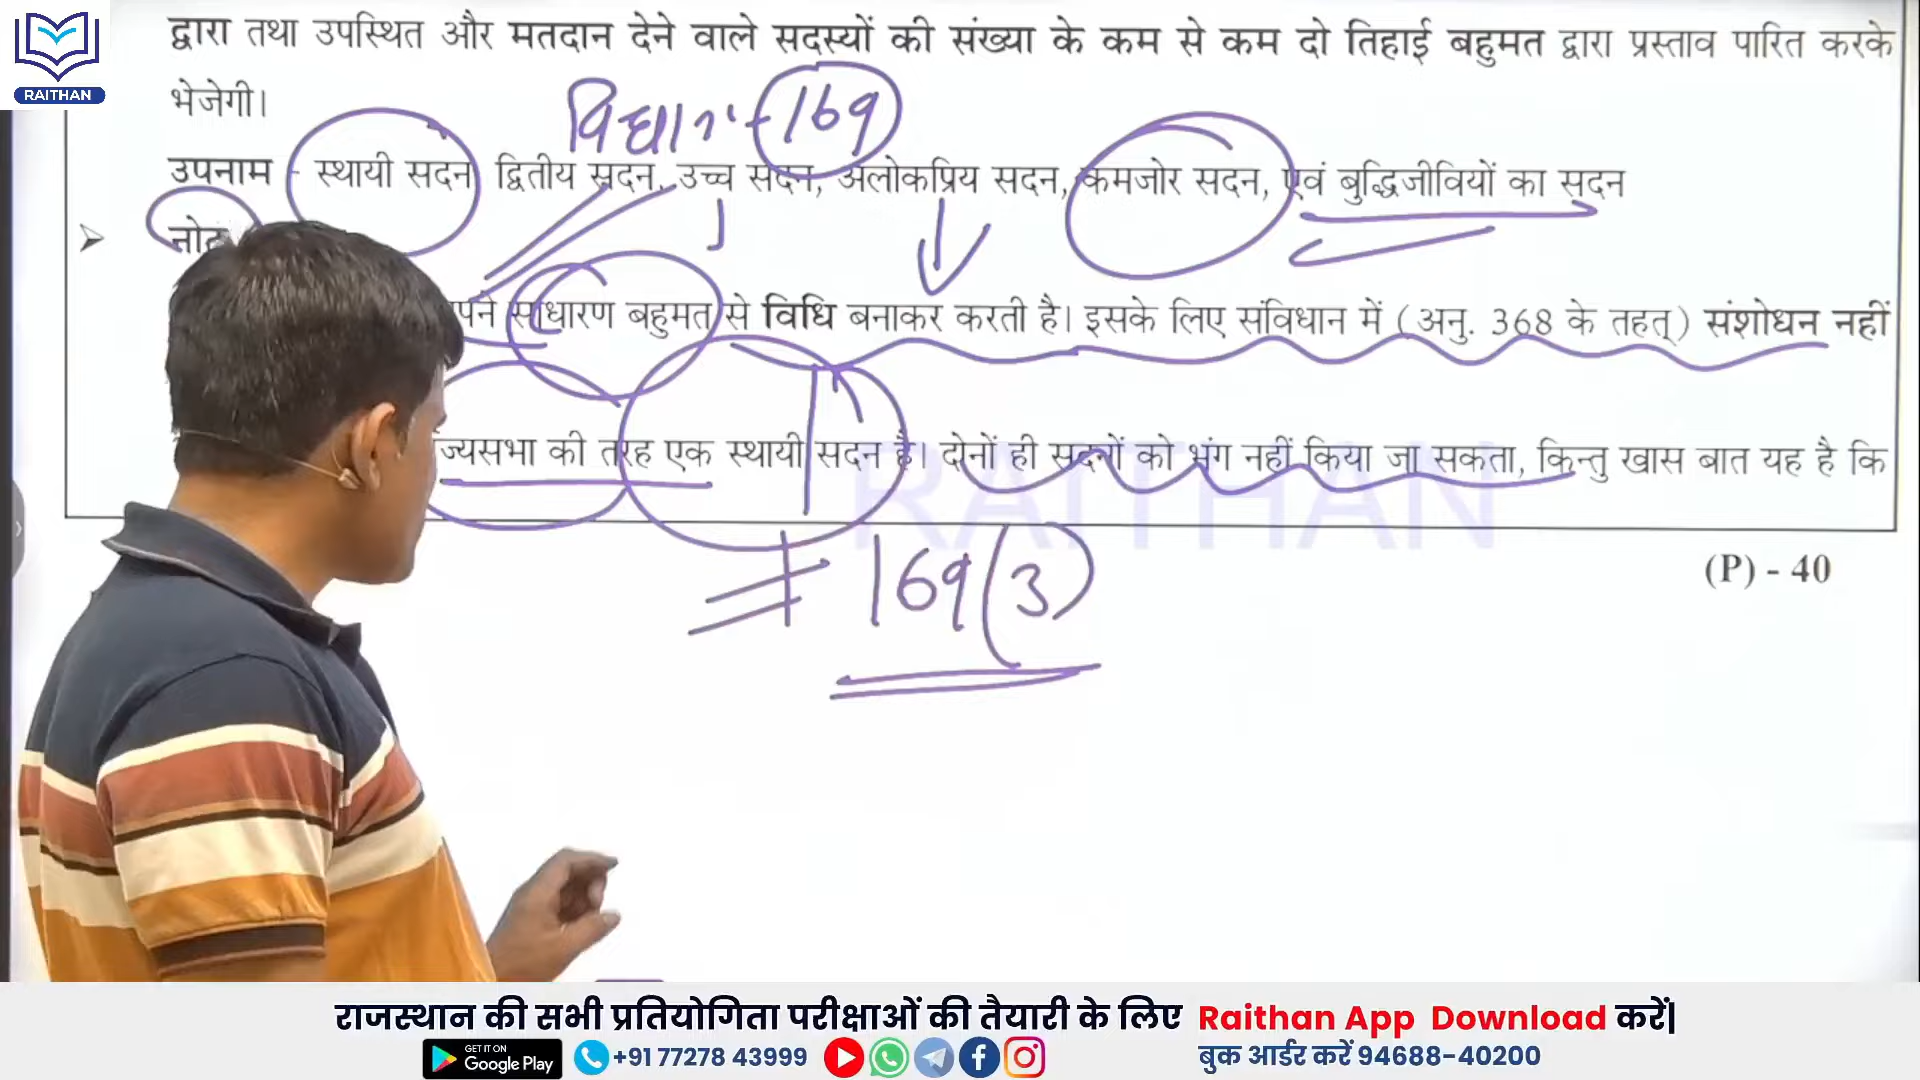 RAITHAN
द्वारा तथा उपस्थित और मतदान देने वाले सदस्यों की संख्या के कम से कम दो तिहाई बहुमत द्वारा प्रस्ताव पारित करके
भेजेगी।
169
उपनाम - स्थायी सदन, द्वितीय सदन, उच्च सदन, अलोकप्रिय सदन, कमजोर सदन, एवं बुद्धिजीवियों का सदन
➢ नोट
साधारण बहुमत से विधि बनाकर करती है। इसके लिए संविधान में (अनु. 368 के तहत्) संशोधन नहीं
की तरह एक स्थायी सदन है। दोनों ही सदनों को भंग नहीं किया जा सकता, किन्तु खास बात यह है कि
RAITHAN
169(3)
(P) - 40
राजस्थान की सभी प्रतियोगिता परीक्षाओं की तैयारी के लिए Raithan App Download करें|
GET IT ON Google Play +91 77278 43999 बुक आर्डर करें 94688-40200